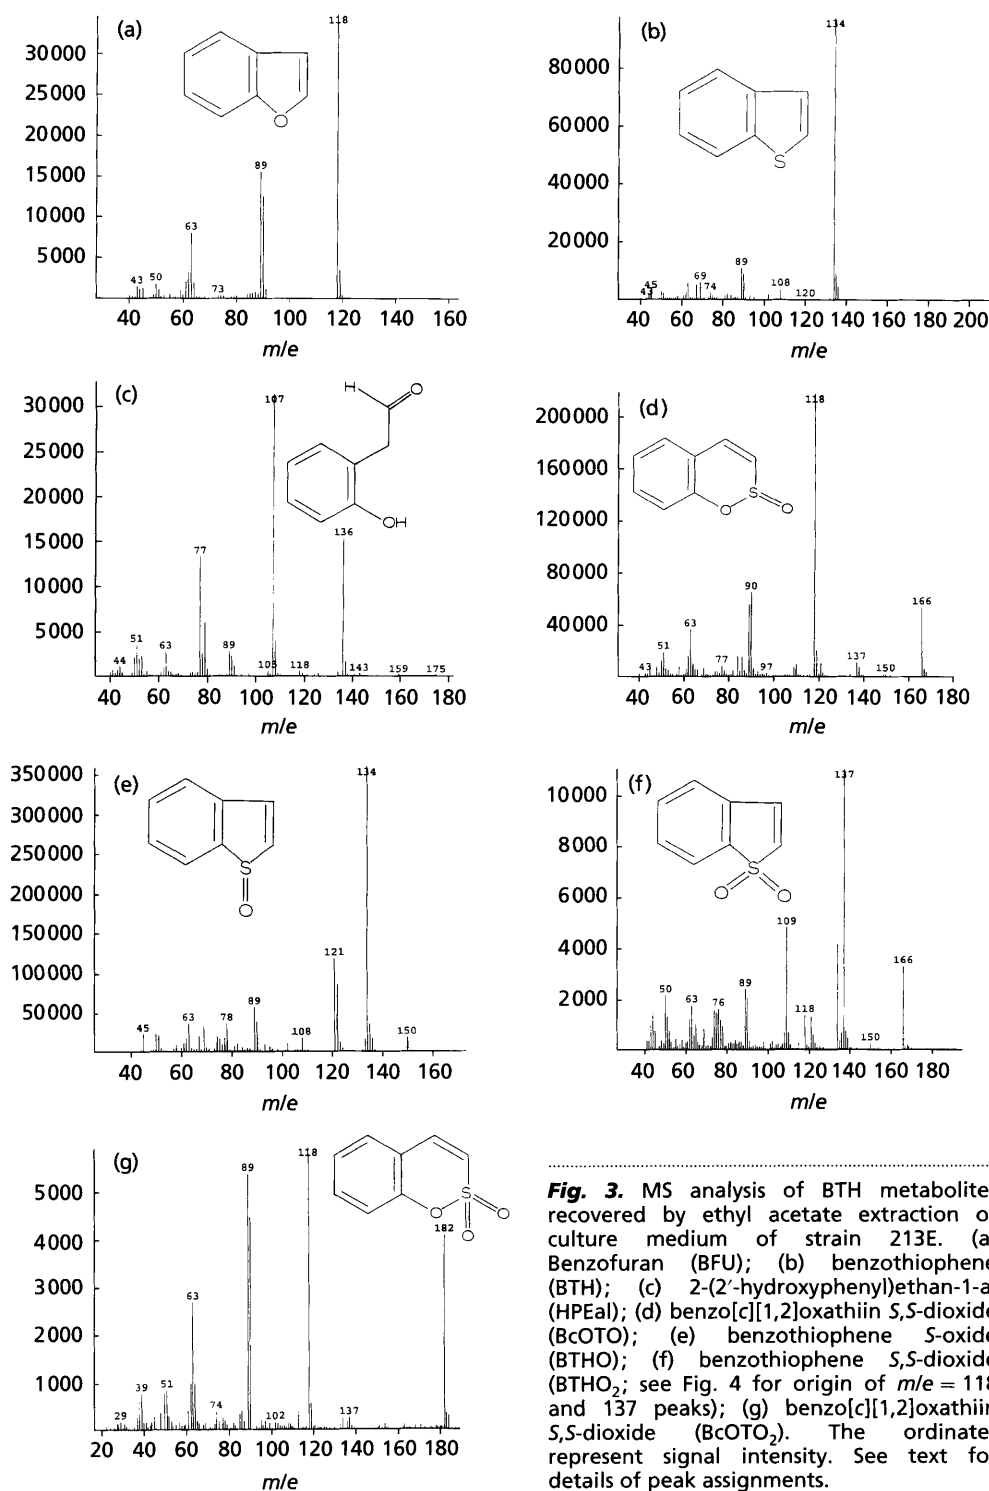 (a)
118
30000
25000
20000
15000
10000
5000
89
63
43
50
73
O
40 60 80 100 120 140 160
m/e
(b)
134
80000
60000
40000
20000
S
43
45
69
74
89
108
120
40 60 80 100 120 140 160 180 200
m/e
(c)
107
30000
25000
20000
15000
10000
5000
H
O
OH
136
77
51
44
63
89
105
118
143
159
175
40 60 80 100 120 140 160
m/e
(d)
118
200000
160000
120000
80000
40000
O
S
O
90
166
63
51
43
77
97
137
150
40 60 80 100 120 140 160 180
m/e
(e)
134
350000
300000
250000
200000
150000
100000
50000
S
O
121
89
45
63
78
108
150
40 60 80 100 120 140 160
m/e
(f)
137
10000
8000
6000
4000
2000
S
O
O
109
166
50
63
76
89
118
150
40 60 80 100 120 140 160 180
m/e
(g)
118
89
5000
4000
3000
2000
1000
O
S
O
O
182
63
39
51
29
74
102
137
20 40 60 80 100 120 140 160 180
m/e
Fig. 3. MS analysis of BTH metabolite
recovered by ethyl acetate extraction o
culture medium of strain 213E. (a
Benzofuran (BFU); (b) benzothiophene
(BTH); (c) 2-(2′-hydroxyphenyl)ethan-1-a
(HPEal); (d) benzo[c][1,2]oxathiin S,S-dioxide
(BcOTO); (e) benzothiophene S-oxide
(BTHO); (f) benzothiophene S,S-dioxide
(BTHO2; see Fig. 4 for origin of m/e = 118
and 137 peaks); (g) benzo[c][1,2]oxathiin
S,S-dioxide (BcOTO2). The ordinate
represent signal intensity. See text fo
details of peak assignments.